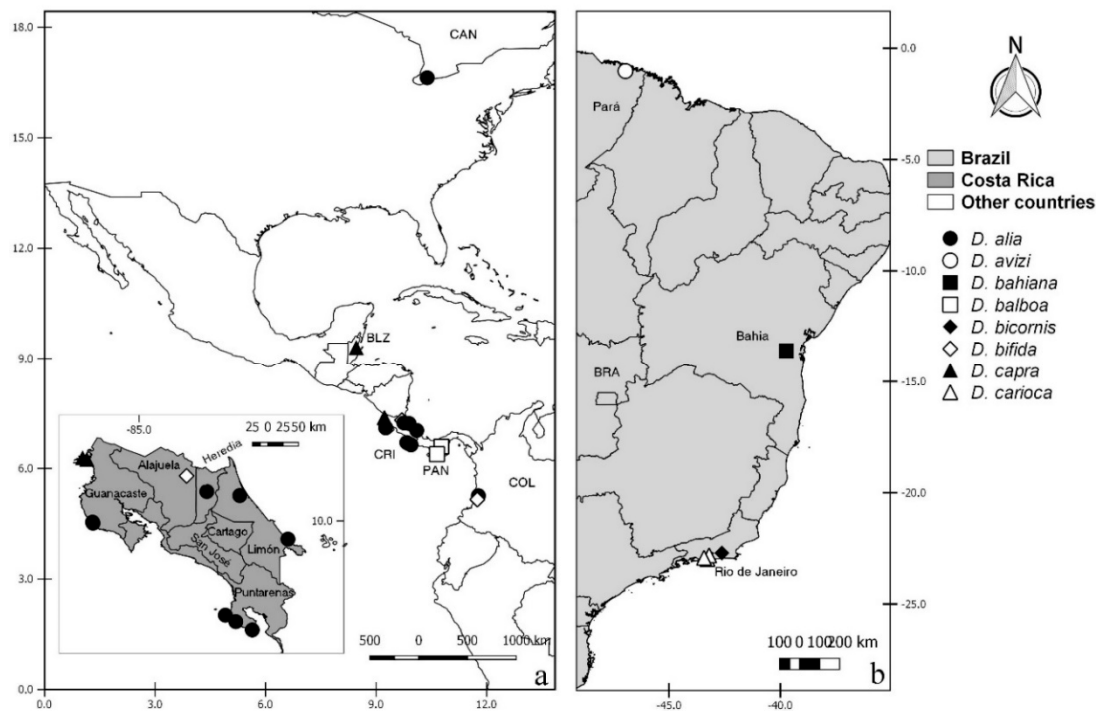 18.0
15.0
12.0
9.0
6.0
3.0
0.0
0.0
3.0
6.0
9.0
12.0
CAN
BLZ
CRI
PAN
COL
500 0 500 1000 km
a
-85.0
25 0 25 50 km
10.0
Alajuela
Heredia
Guanacaste
Cartago
San José
Limón
Puntarenas
Pará
Bahia
BRA
Rio de Janeiro
100 0 100 200 km
b
0.0
-5.0
-10.0
-15.0
-20.0
-25.0
-45.0
-40.0
N
Brazil
Costa Rica
Other countries
D. alia
D. avizi
D. bahiana
D. balboa
D. bicornis
D. bifida
D. capra
D. carioca